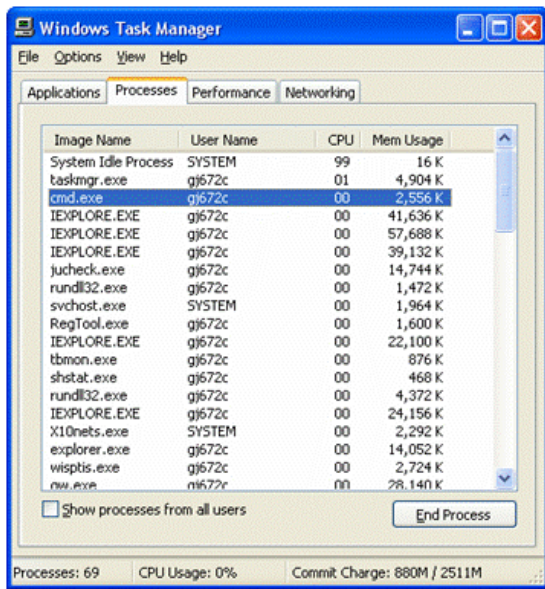 Windows Task Manager
File Options View Help
Applications Processes Performance Networking
Image Name User Name CPU Mem Usage
System Idle Process SYSTEM 99 16 K
taskmgr.exe gj672c 01 4,904 K
cmd.exe gj672c 00 2,556 K
IEXPLORE.EXE gj672c 00 41,636 K
IEXPLORE.EXE gj672c 00 57,688 K
IEXPLORE.EXE gj672c 00 39,132 K
jucheck.exe gj672c 00 14,744 K
rundll32.exe gj672c 00 1,472 K
svchost.exe SYSTEM 00 1,964 K
RegTool.exe gj672c 00 1,600 K
IEXPLORE.EXE gj672c 00 22,100 K
tbmon.exe gj672c 00 876 K
shstat.exe gj672c 00 468 K
rundll32.exe gj672c 00 4,372 K
IEXPLORE.EXE gj672c 00 24,156 K
X10nets.exe SYSTEM 00 2,292 K
explorer.exe gj672c 00 14,052 K
wisptis.exe gj672c 00 2,724 K
ow.exe gj672c 00 28,140 K
Show processes from all users
End Process
Processes: 69 CPU Usage: 0% Commit Charge: 880M / 2511M